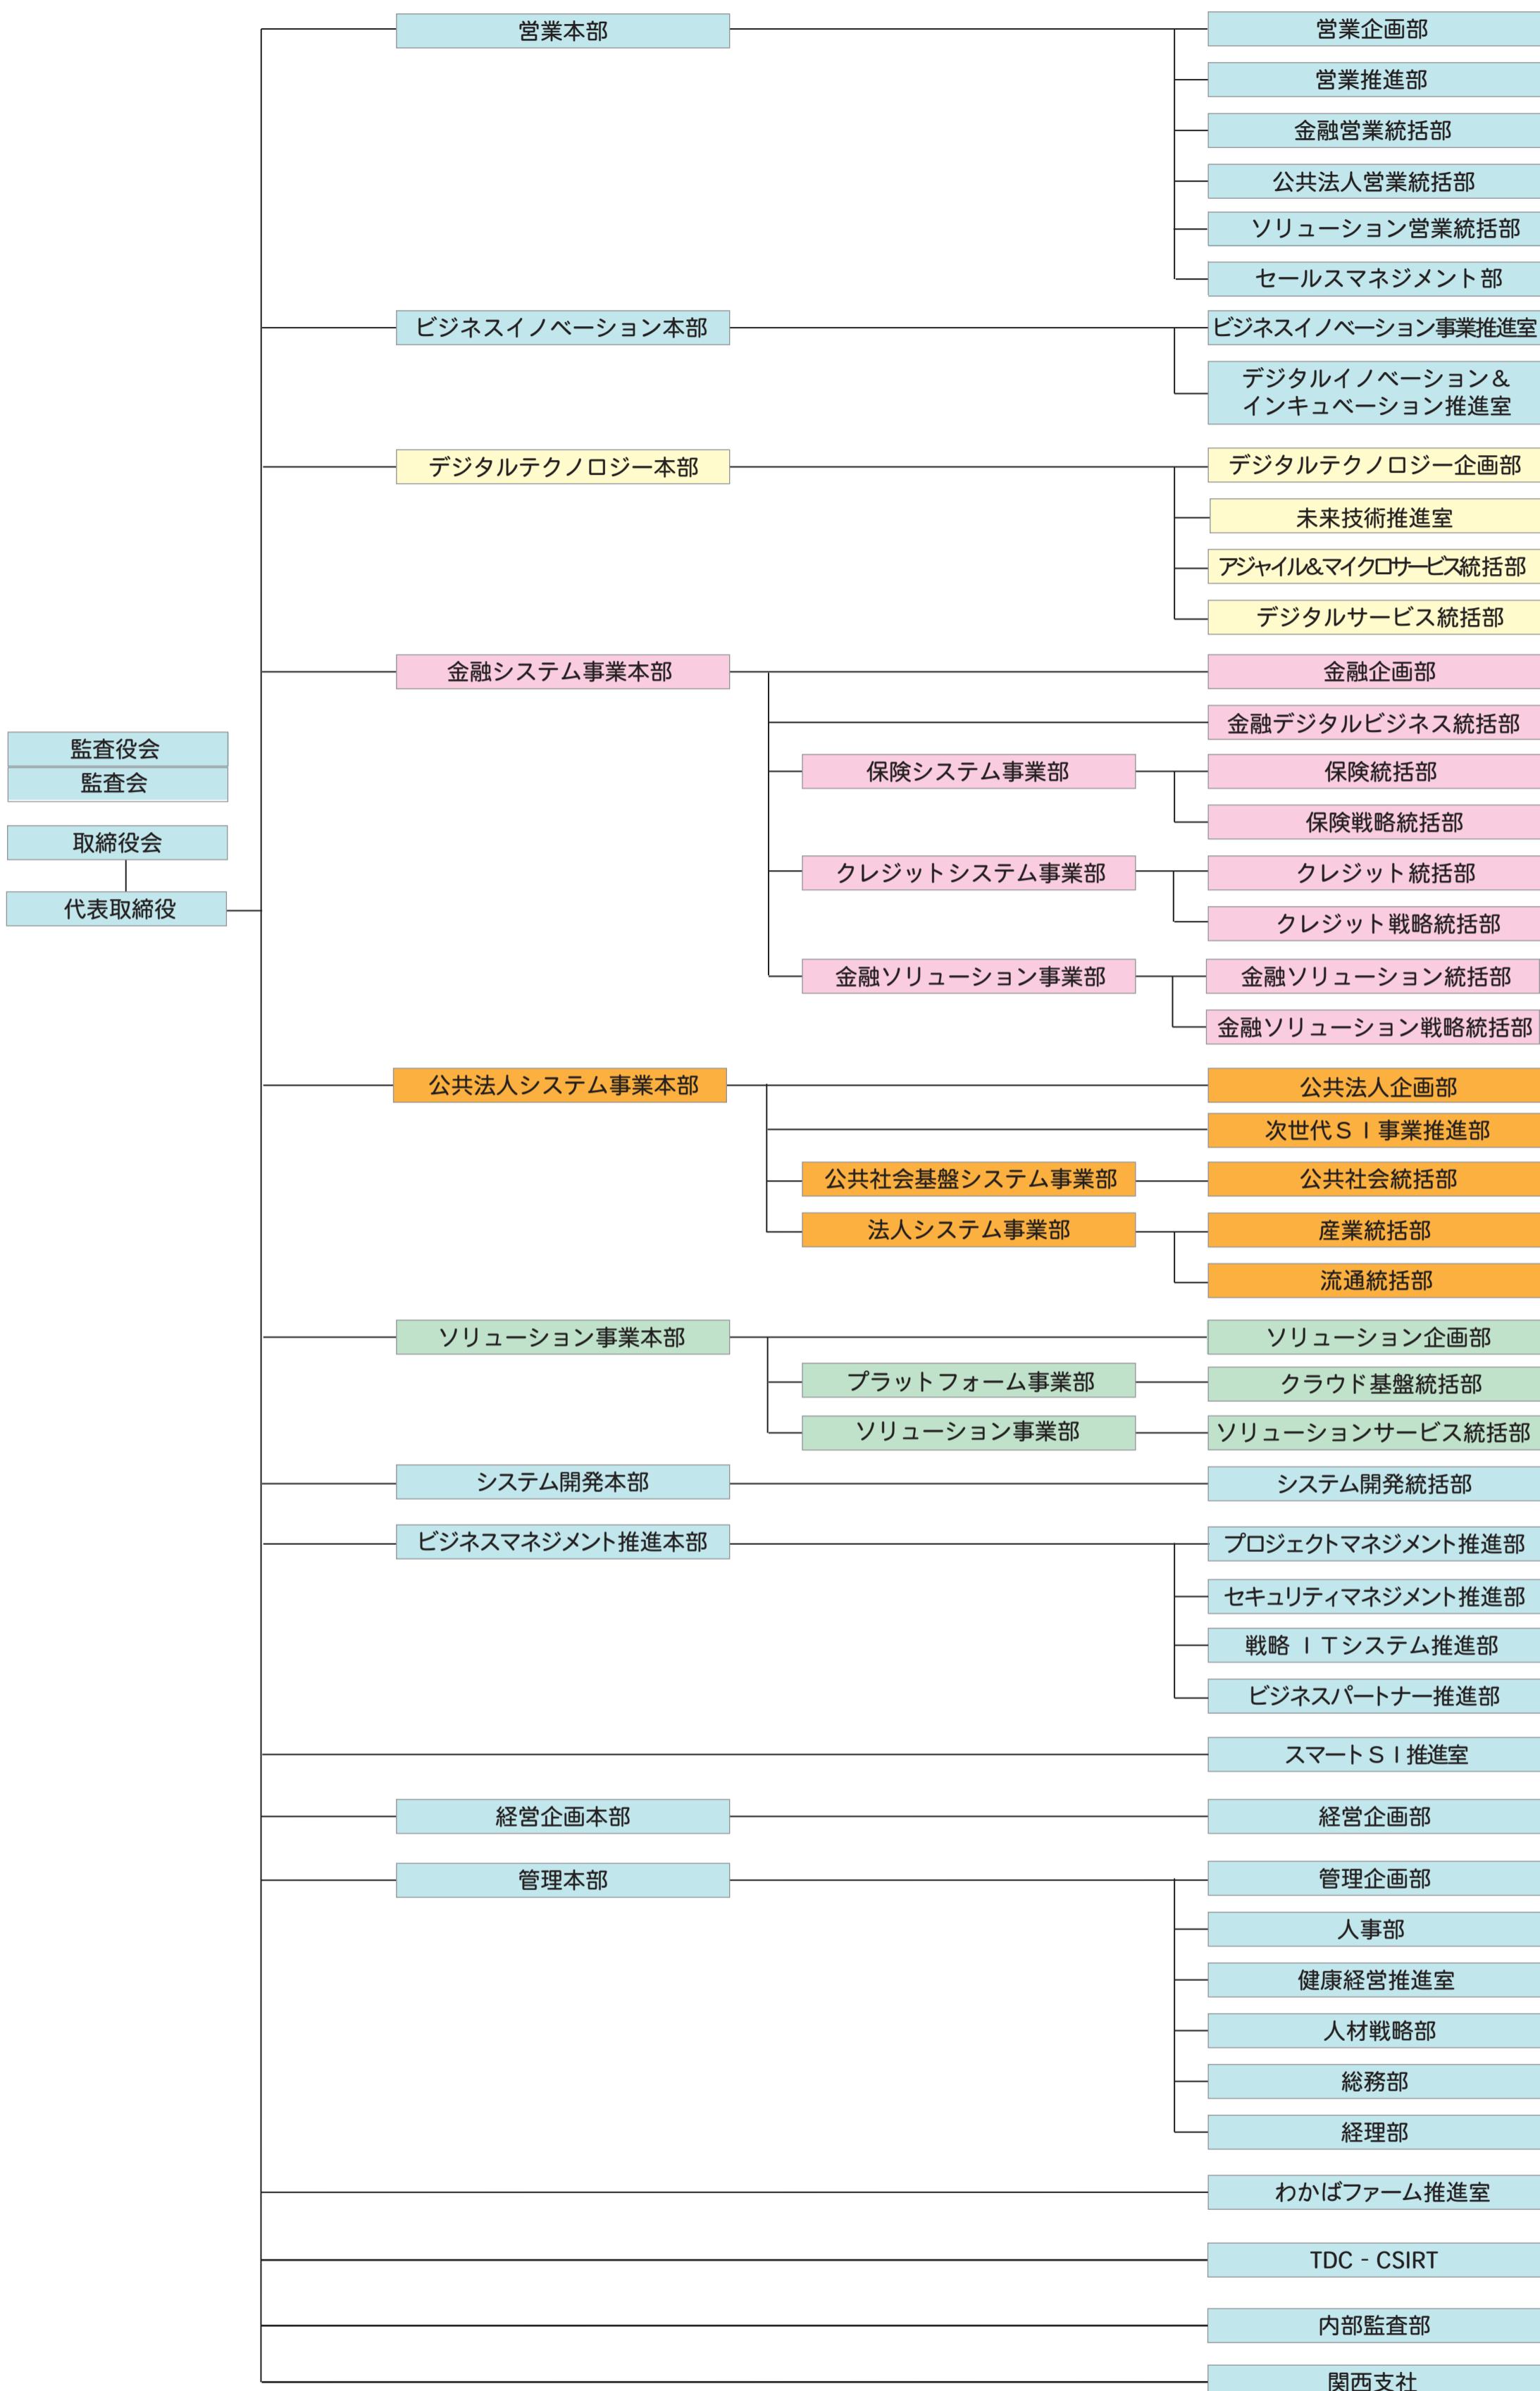 営業本部
営業企画部
営業推進部
金融営業統括部
公共法人営業統括部
ソリューション営業統括部
セールスマネジメント部
ビジネスイノベーション本部
ビジネスイノベーション事業推進室
デジタルイノベーション＆
インキュベーション推進室
デジタルテクノロジー本部
デジタルテクノロジー企画部
未来技術推進室
アジャイル&マイクロサービス統括部
デジタルサービス統括部
金融システム事業本部
金融企画部
金融デジタルビジネス統括部
監査役会
監査会
保険システム事業部
保険統括部
保険戦略統括部
取締役会
代表取締役
クレジットシステム事業部
クレジット統括部
クレジット戦略統括部
金融ソリューション事業部
金融ソリューション統括部
金融ソリューション戦略統括部
公共法人システム事業本部
公共法人企画部
次世代ＳＩ事業推進部
公共社会基盤システム事業部
公共社会統括部
法人システム事業部
産業統括部
流通統括部
ソリューション事業本部
ソリューション企画部
プラットフォーム事業部
クラウド基盤統括部
ソリューション事業部
ソリューションサービス統括部
システム開発本部
システム開発統括部
ビジネスマネジメント推進本部
プロジェクトマネジメント推進部
セキュリティマネジメント推進部
戦略ＩＴシステム推進部
ビジネスパートナー推進部
スマートＳＩ推進室
経営企画本部
経営企画部
管理本部
管理企画部
人事部
健康経営推進室
人材戦略部
総務部
経理部
わかばファーム推進室
TDC‐CSIRT
内部監査部
関西支社